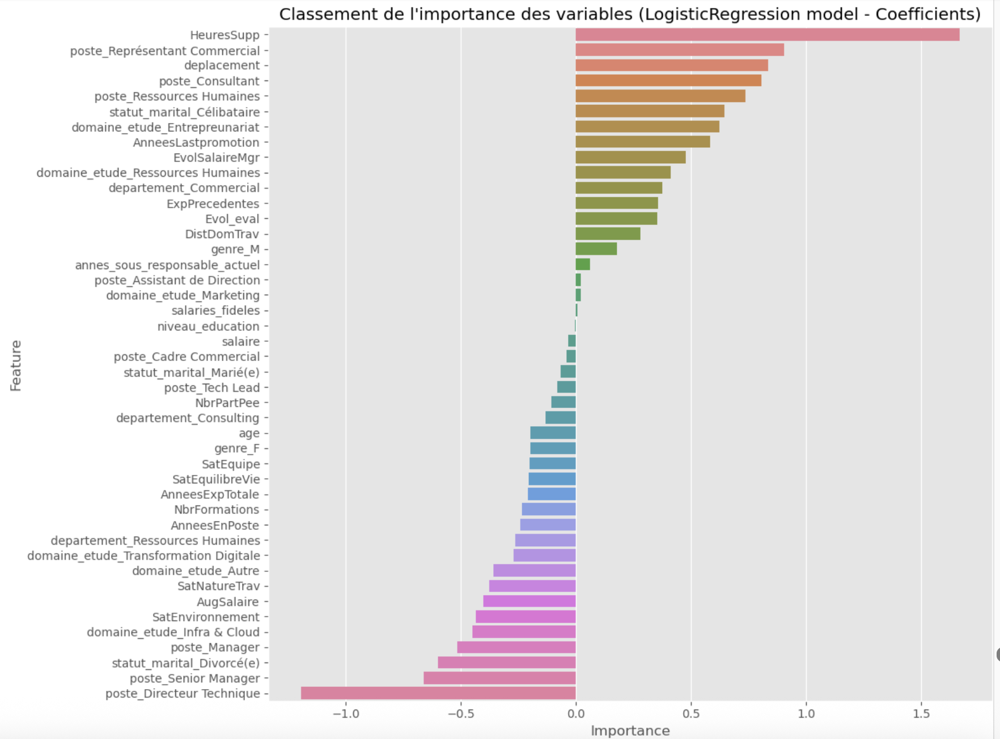 Classement de l'importance des variables (LogisticRegression model - Coefficients)
HeuresSupp
poste_Représentant Commercial
deplacement
poste_Consultant
poste_Ressources Humaines
statut_marital_Célibataire
domaine_etude_Entrepreunariat
AnneesLastpromotion
EvolSalaireMgr
domaine_etude_Ressources Humaines
departement_Commercial
ExpPrecedentes
Evol_eval
DistDomTrav
genre_M
annes_sous_responsable_actuel
poste_Assistant de Direction
domaine_etude_Marketing
salaries_fideles
niveau_education
salaire
poste_Cadre Commercial
statut_marital_Marié(e)
poste_Tech Lead
NbrPartPee
departement_Consulting
age
genre_F
SatEquipe
SatEquilibreVie
AnneesExpTotale
NbrFormations
AnneesEnPoste
departement_Ressources Humaines
domaine_etude_Transformation Digitale
domaine_etude_Autre
SatNatureTrav
AugSalaire
SatEnvironnement
domaine_etude_Infra & Cloud
poste_Manager
statut_marital_Divorcé(e)
poste_Senior Manager
poste_Directeur Technique
Feature
−1.0 −0.5 0.0 0.5 1.0 1.5
Importance